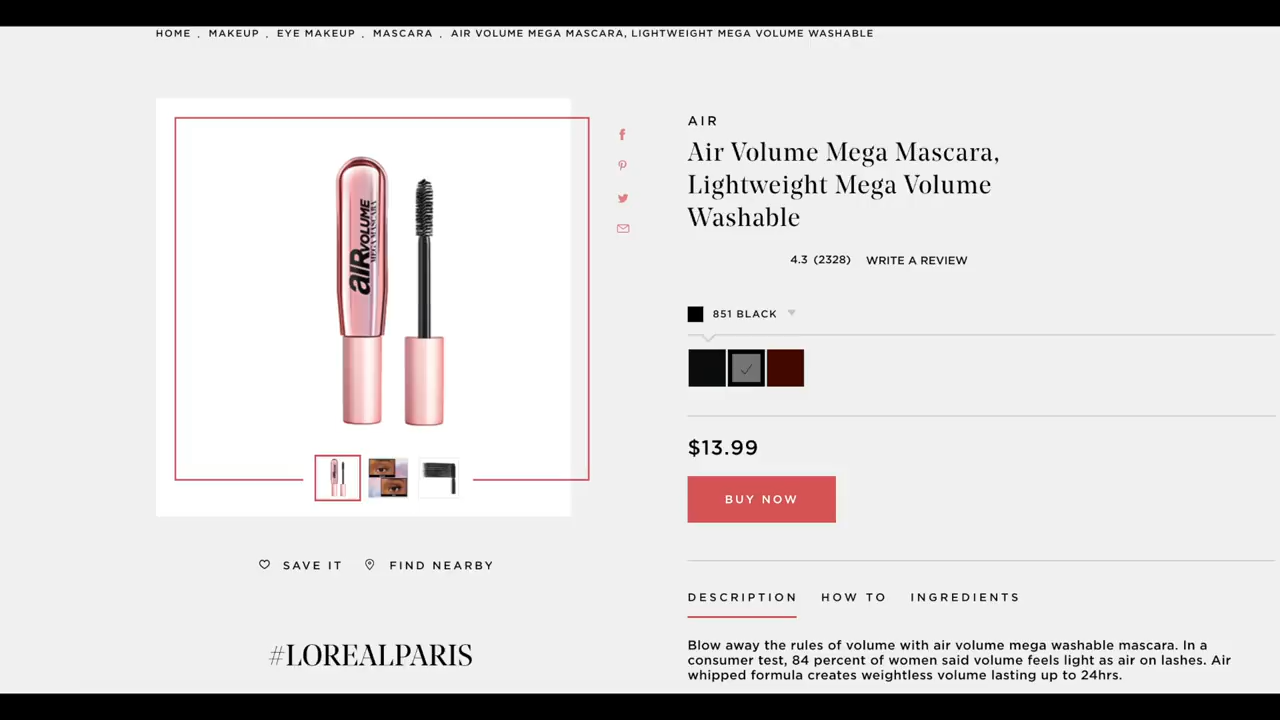 HOME , MAKEUP , EYE MAKEUP , MASCARA , AIR VOLUME MEGA MASCARA, LIGHTWEIGHT MEGA VOLUME WASHABLE
aiR VOLUME
MEGA MASCARA
AIR
Air Volume Mega Mascara,
Lightweight Mega Volume
Washable
4.3 (2328) WRITE A REVIEW
851 BLACK
$13.99
BUY NOW
SAVE IT FIND NEARBY
#LOREALPARIS
DESCRIPTION HOW TO INGREDIENTS
Blow away the rules of volume with air volume mega washable mascara. In a
consumer test, 84 percent of women said volume feels light as air on lashes. Air
whipped formula creates weightless volume lasting up to 24hrs.